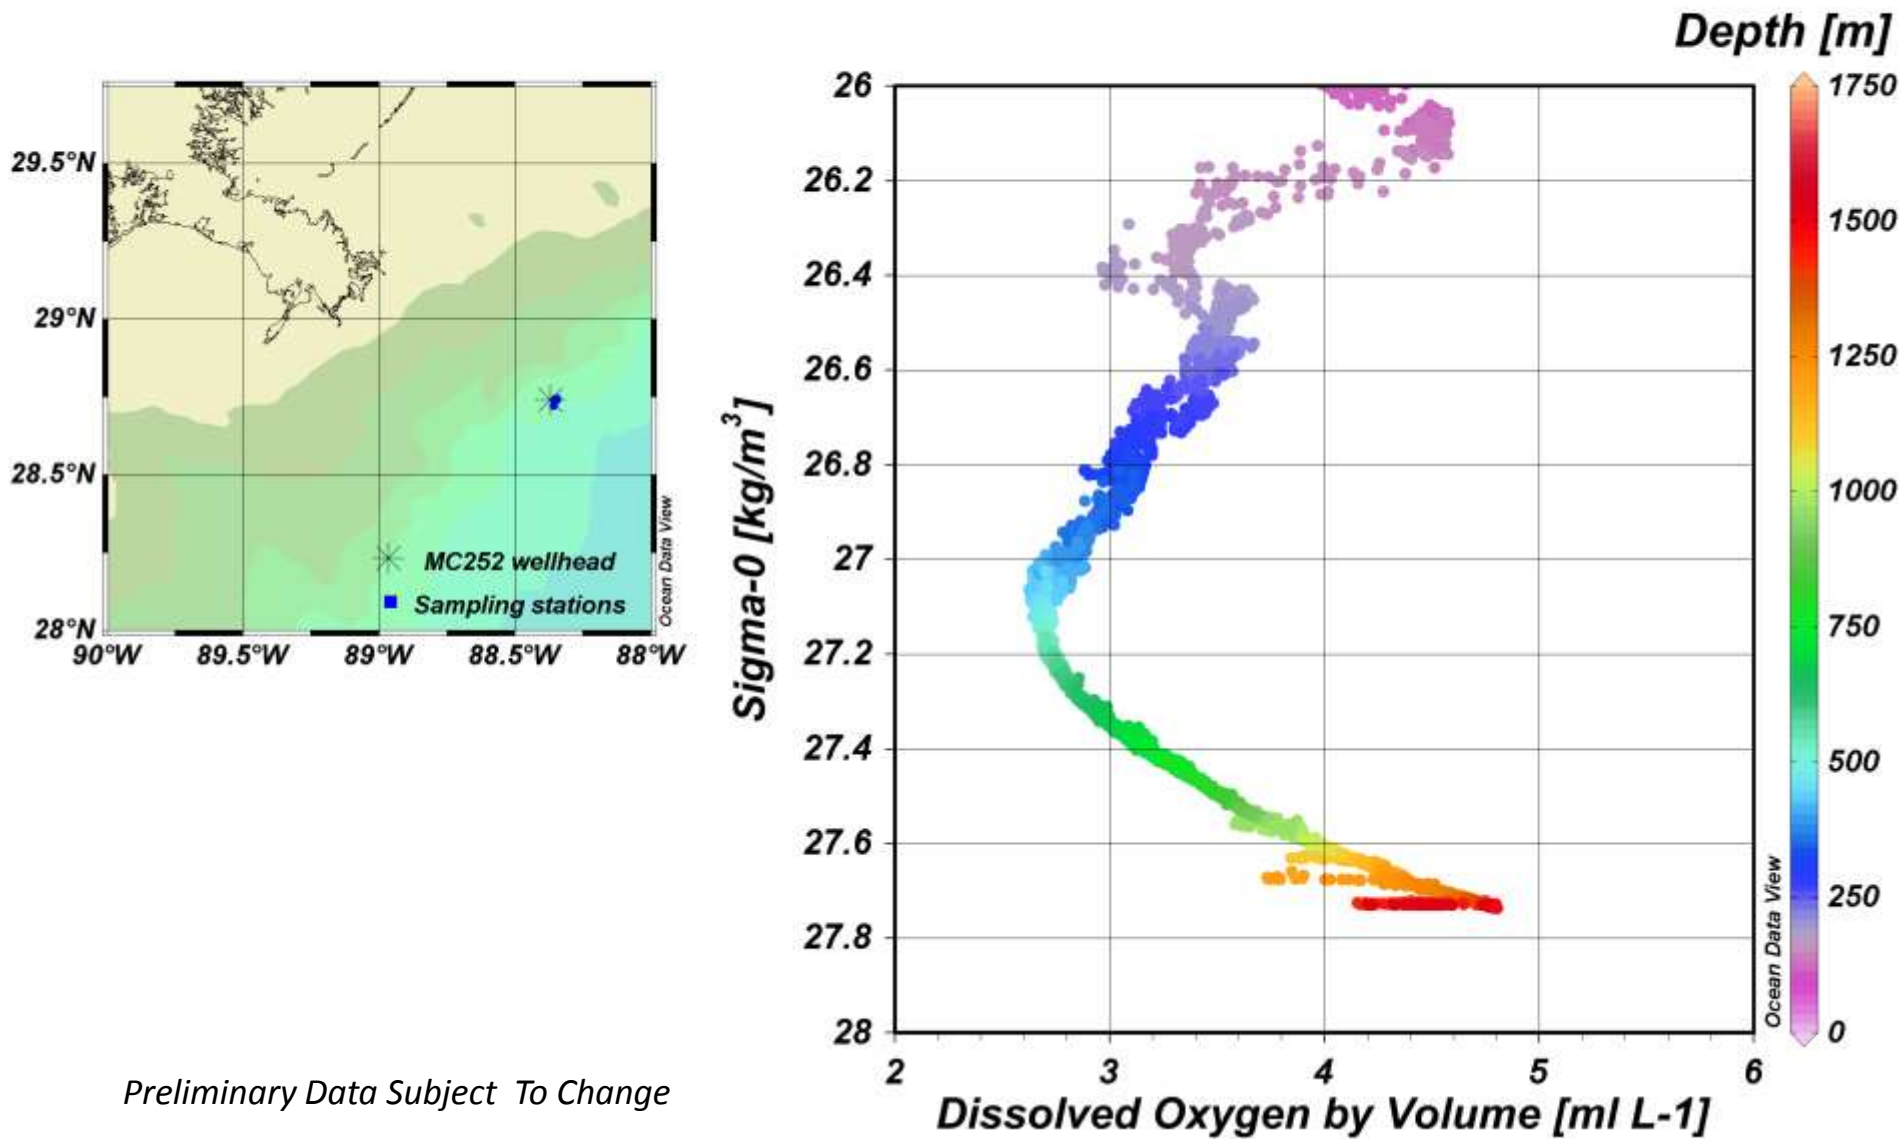 29.5°N
29°N
28.5°N
28°N
90°W 89.5°W 89°W 88.5°W 88°W
MC252 wellhead
Sampling stations
Ocean Data View
Preliminary Data Subject To Change
Sigma-0 [kg/m³]
26
26.2
26.4
26.6
26.8
27
27.2
27.4
27.6
27.8
28
2 3 4 5 6
Dissolved Oxygen by Volume [ml L-1]
Ocean Data View
Depth [m]
1750
1500
1250
1000
750
500
250
0